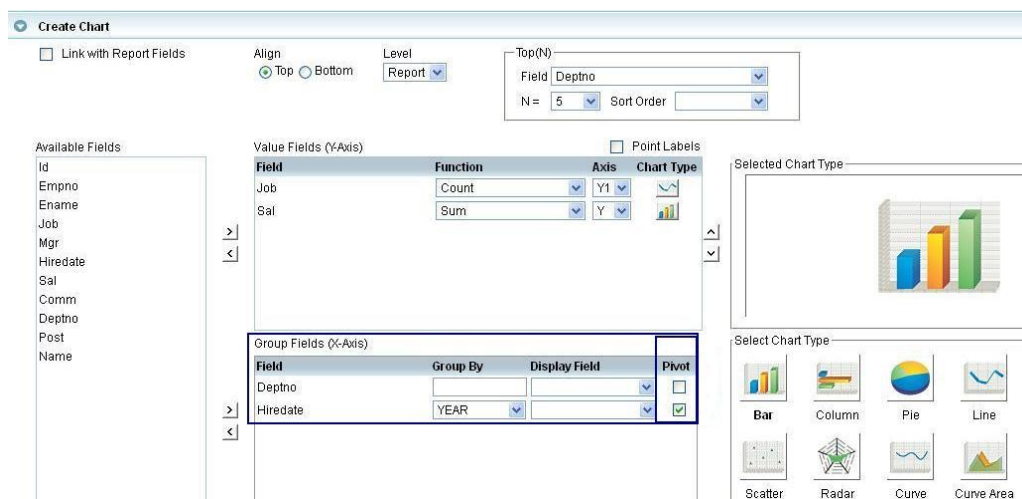 Create Chart
Link with Report Fields
Align
Top Bottom
Level
Report
Top(N)
Field Deptno
N = 5 Sort Order
Available Fields
Id
Empno
Ename
Job
Mgr
Hiredate
Sal
Comm
Deptno
Post
Name
>
<
Value Fields (Y-Axis) Point Labels
Field Function Axis Chart Type
Job Count Y1
Sal Sum Y
Group Fields (X-Axis)
Field Group By Display Field Pivot
Deptno
Hiredate YEAR
>
<
Selected Chart Type
Select Chart Type
Bar Column Pie Line
Scatter Radar Curve Curve Area